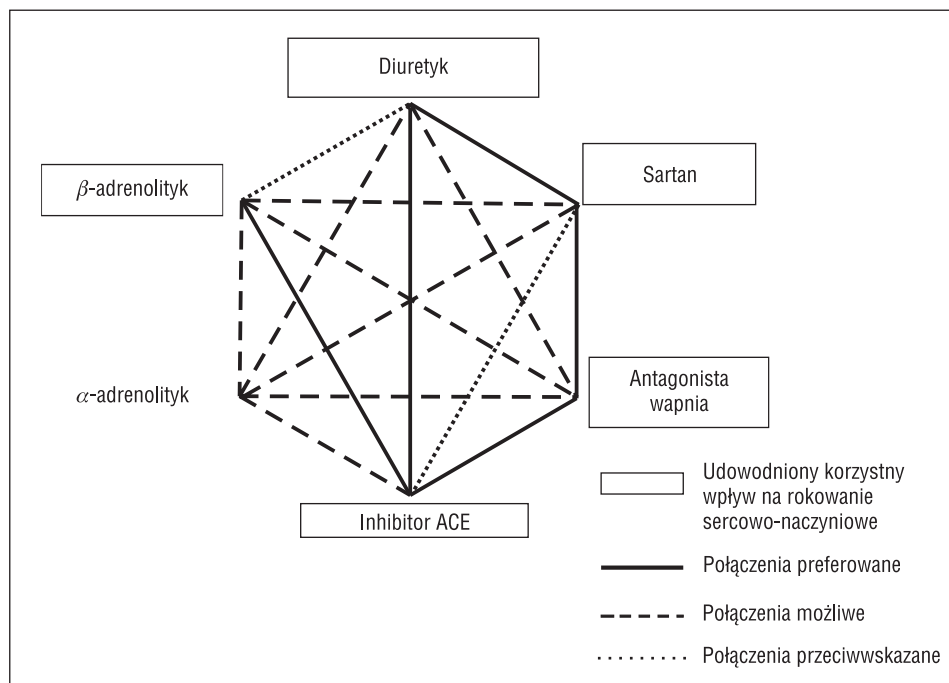 Diuretyk
β-adrenolityk
Sartan
α-adrenolityk
Antagonista
wapnia
Inhibitor ACE
Udowodniony korzystny
wpływ na rokowanie
sercowo-naczyniowe
Połączenia preferowane
Połączenia możliwe
Połączenia przeciwwskazane